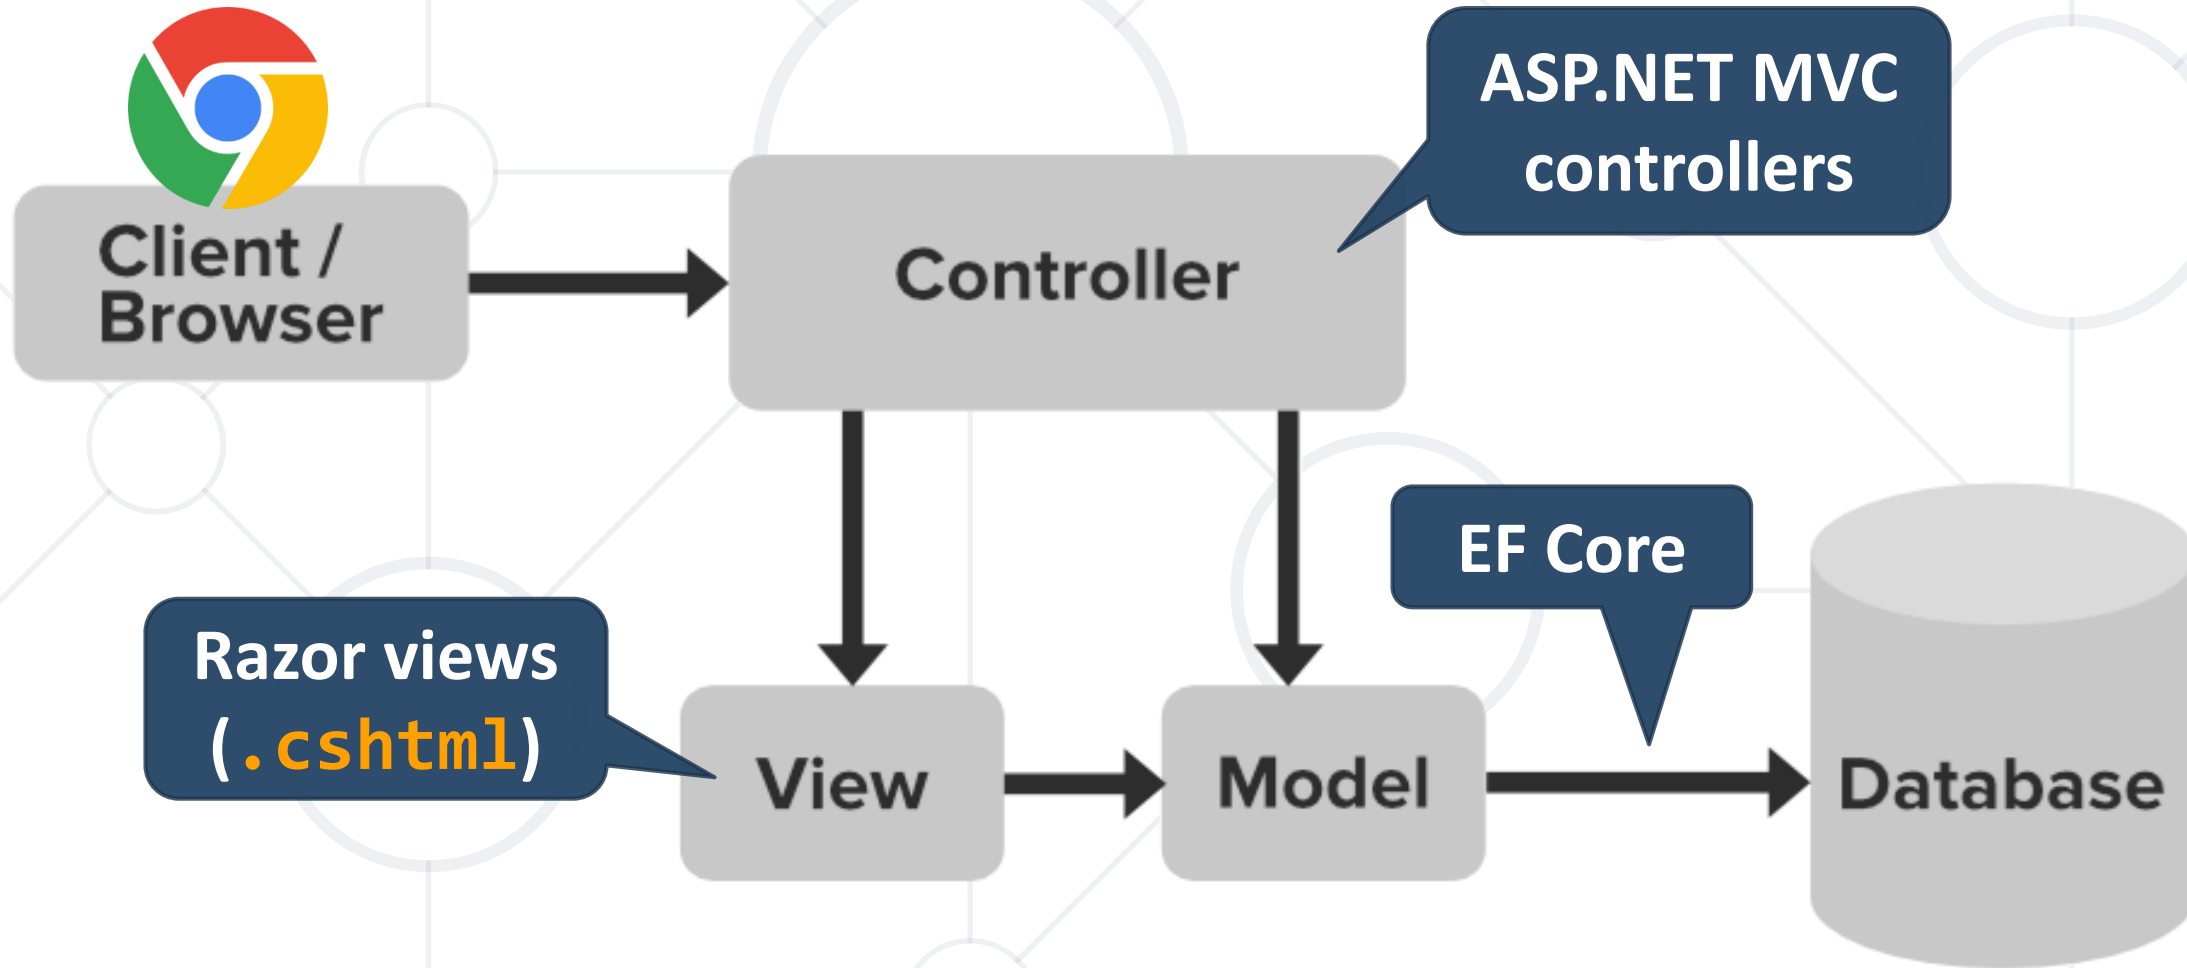 Client /
Browser
Controller
ASP.NET MVC
controllers
EF Core
Razor views
(.cshtml)
View
Model
Database